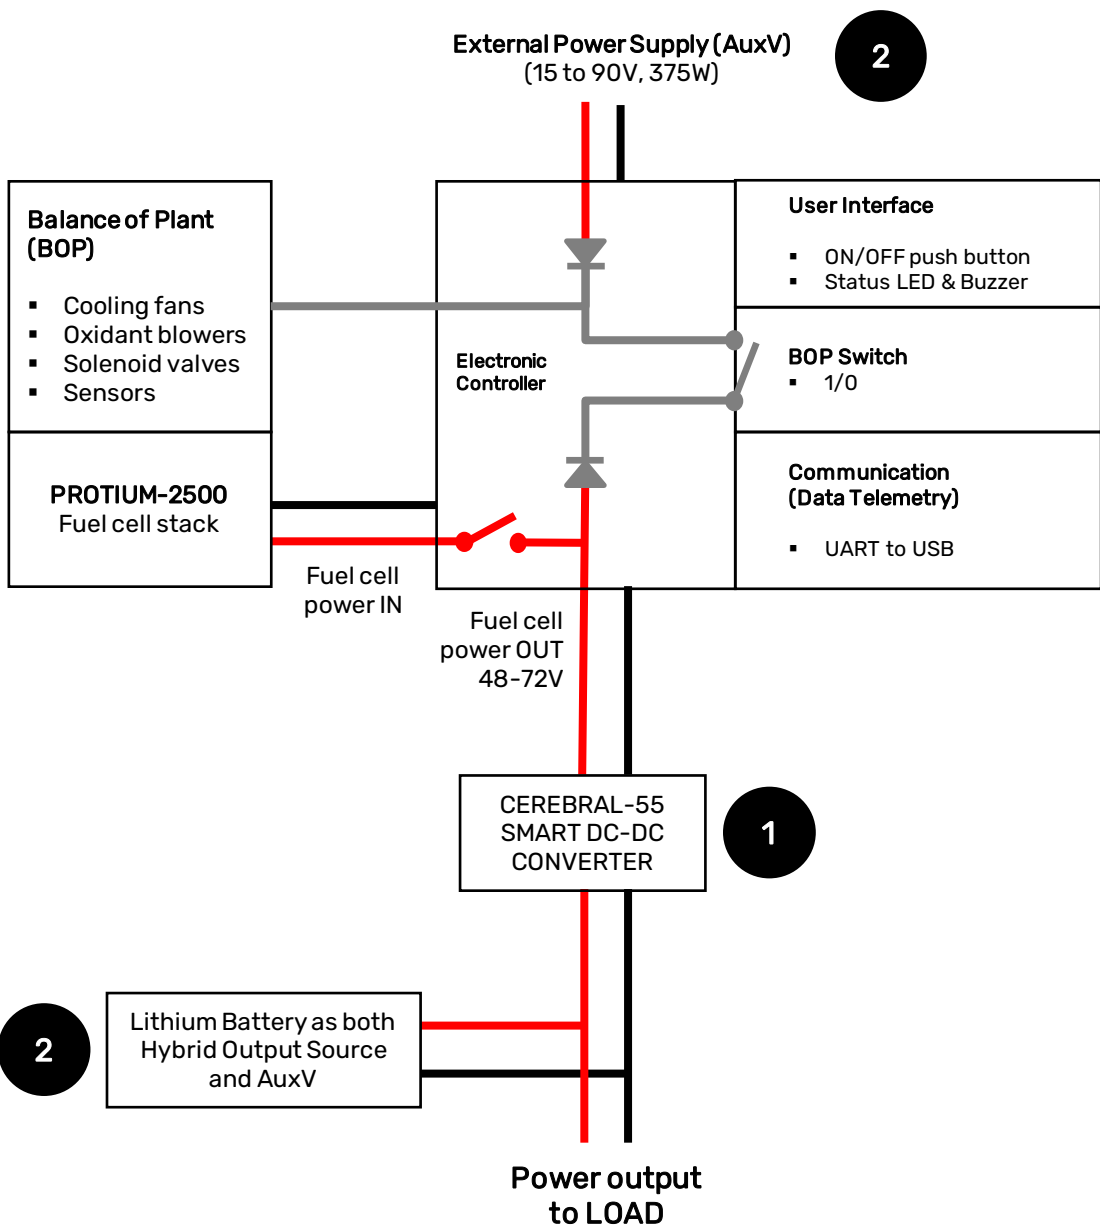 External Power Supply (AuxV)
(15 to 90V, 375W)
2
Balance of Plant
(BOP)
▪ Cooling fans
▪ Oxidant blowers
▪ Solenoid valves
▪ Sensors
User Interface
▪ ON/OFF push button
▪ Status LED & Buzzer
Electronic
Controller
BOP Switch
▪ 1/0
PROTIUM-2500
Fuel cell stack
Communication
(Data Telemetry)
▪ UART to USB
Fuel cell
power IN
Fuel cell
power OUT
48-72V
CEREBRAL-55
SMART DC-DC
CONVERTER
1
2
Lithium Battery as both
Hybrid Output Source
and AuxV
Power output
to LOAD